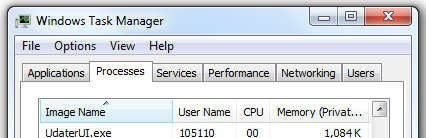 Windows Task Manager
File Options View Help
Applications Processes Services Performance Networking Users
Image Name User Name CPU Memory (Privat...
UdaterUI.exe 105110 00 1,084 K